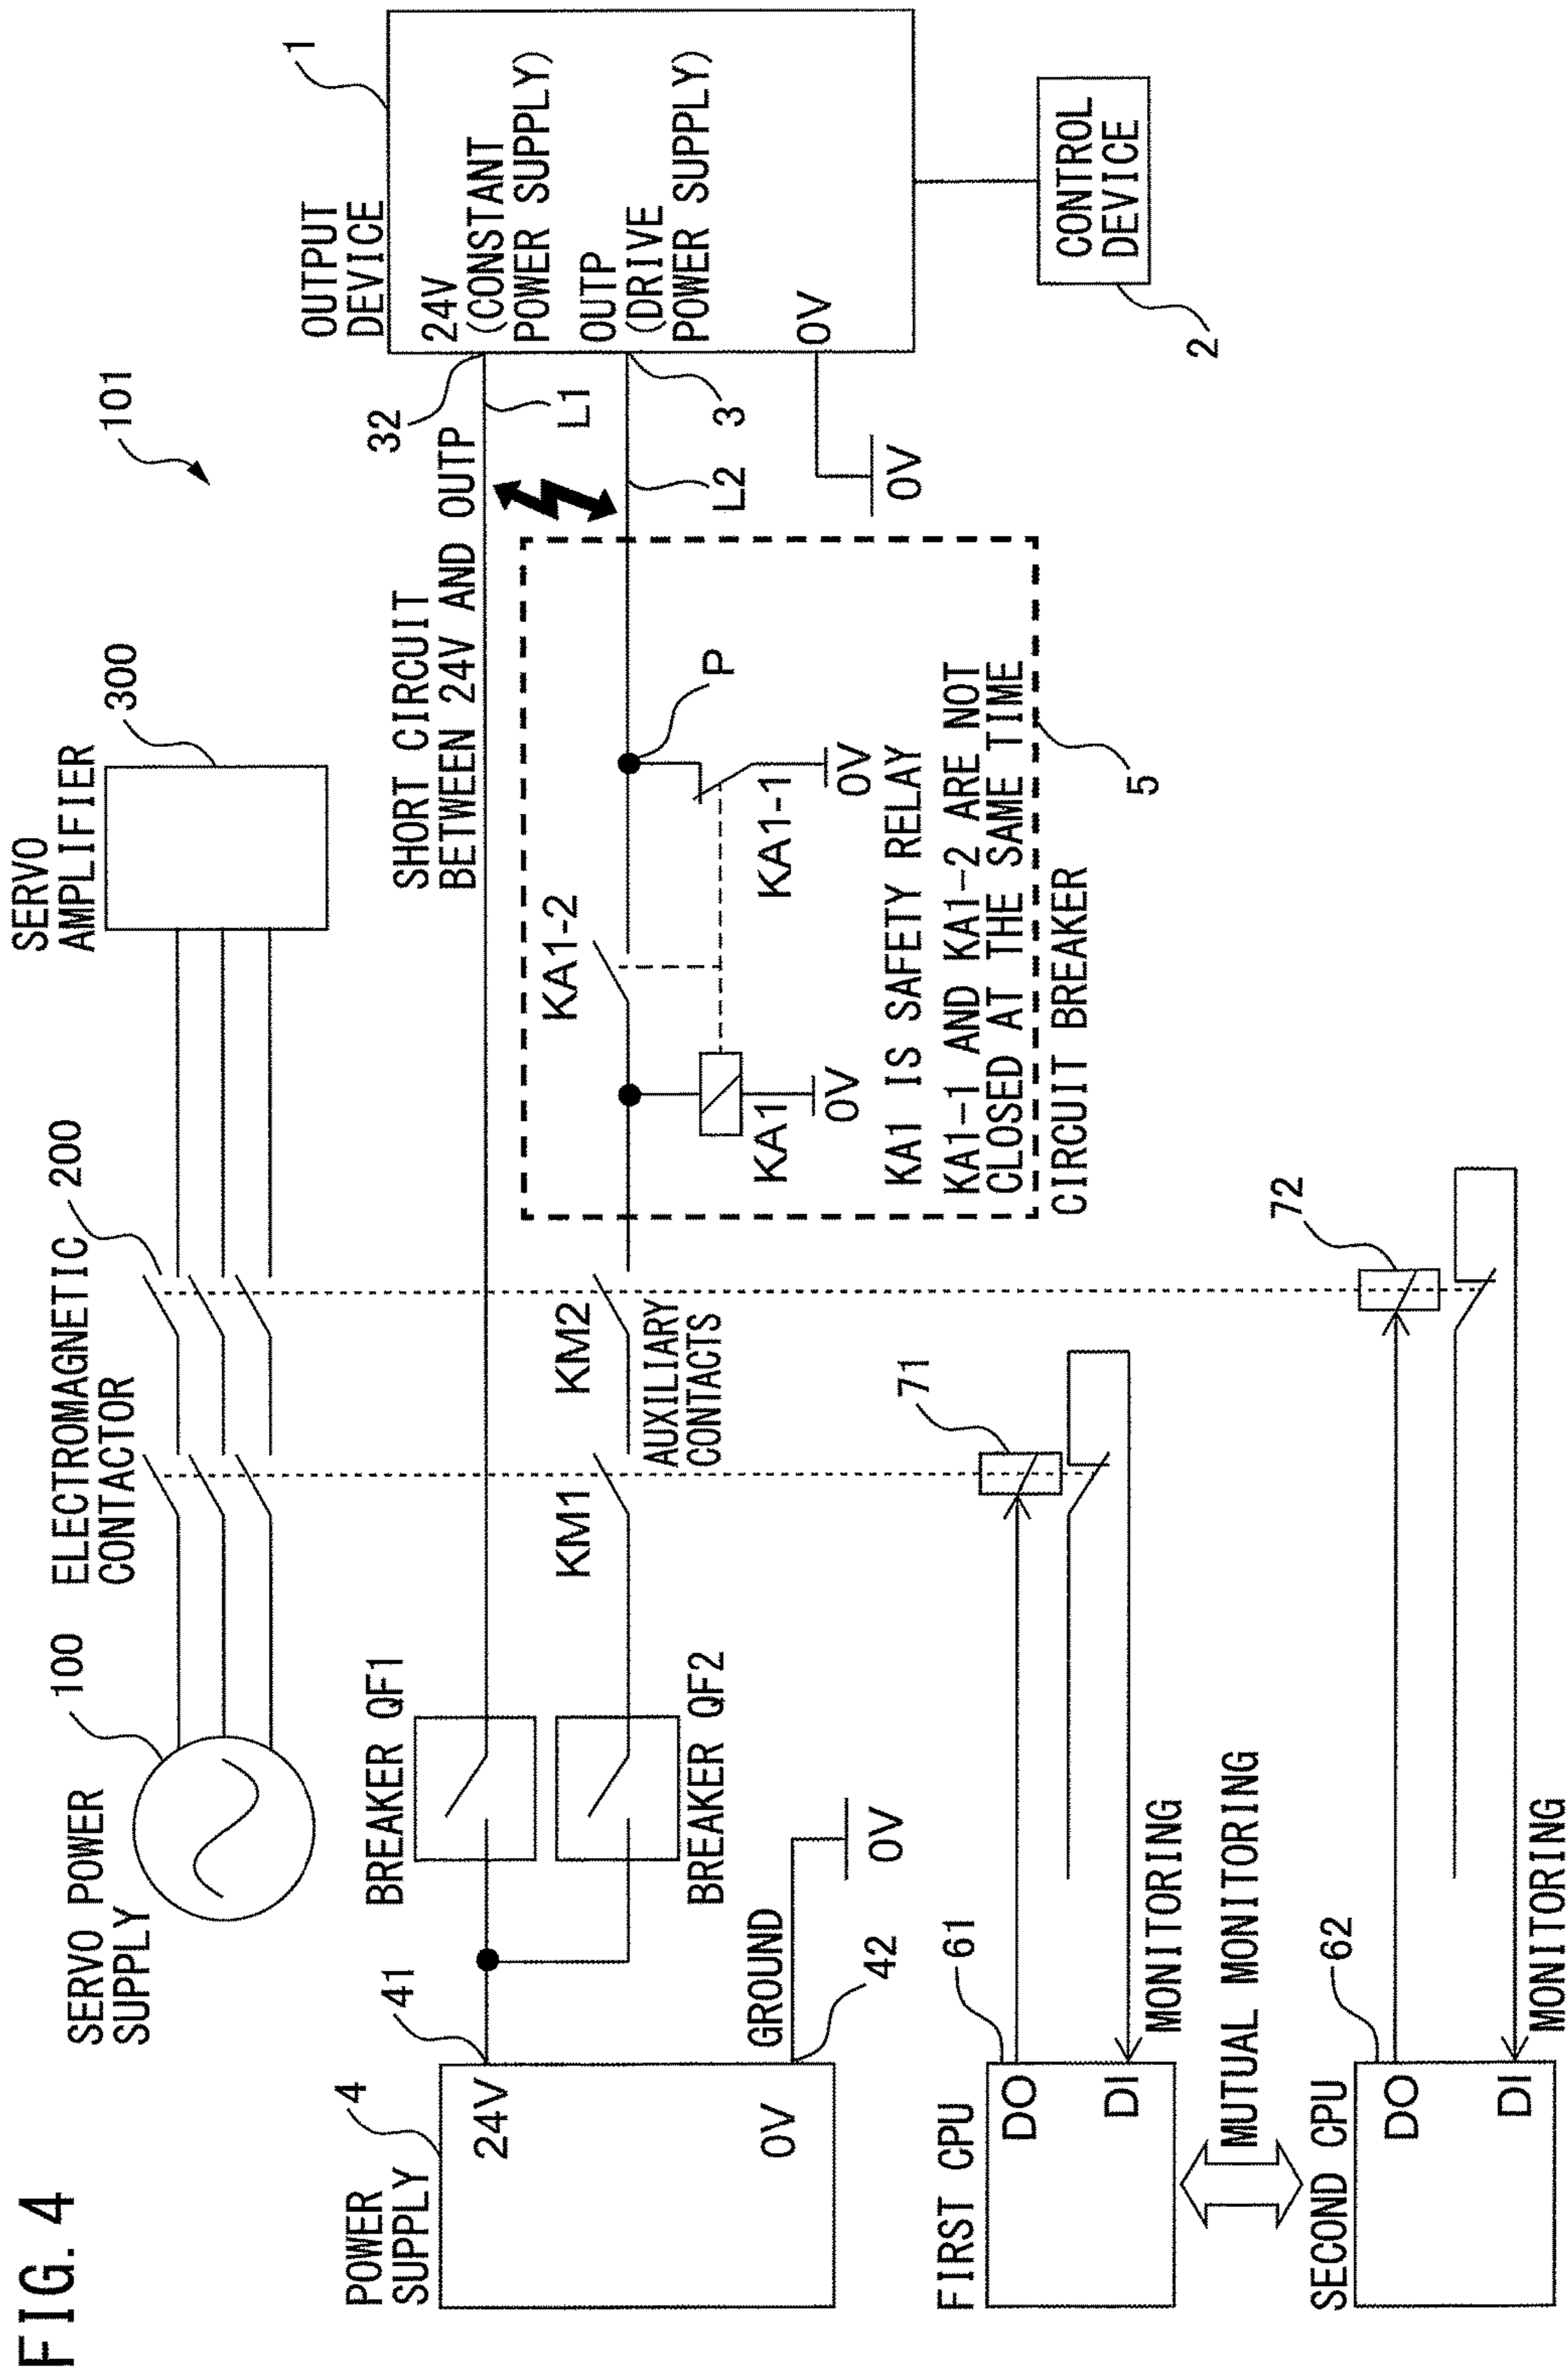 FIG. 4
101
SERVO POWER
SUPPLY
100
ELECTROMAGNETIC
CONTACTOR
200
SERVO
AMPLIFIER
300
POWER
SUPPLY
4
24V
41
0V
GROUND
42
0V
BREAKER QF1
BREAKER QF2
KM1
KM2
AUXILIARY
CONTACTS
SHORT CIRCUIT
BETWEEN 24V AND OUTP
32
L1
L2
3
KA1-2
P
KA1
0V
KA1-1
0V
KA1 IS SAFETY RELAY
KA1-1 AND KA1-2 ARE NOT
CLOSED AT THE SAME TIME
CIRCUIT BREAKER
5
OUTPUT
DEVICE
1
24V
(CONSTANT
POWER SUPPLY)
OUTP
(DRIVE
POWER SUPPLY)
0V
0V
CONTROL
DEVICE
2
FIRST CPU
DO
DI
61
71
MONITORING
MUTUAL MONITORING
SECOND CPU
DO
DI
62
72
MONITORING